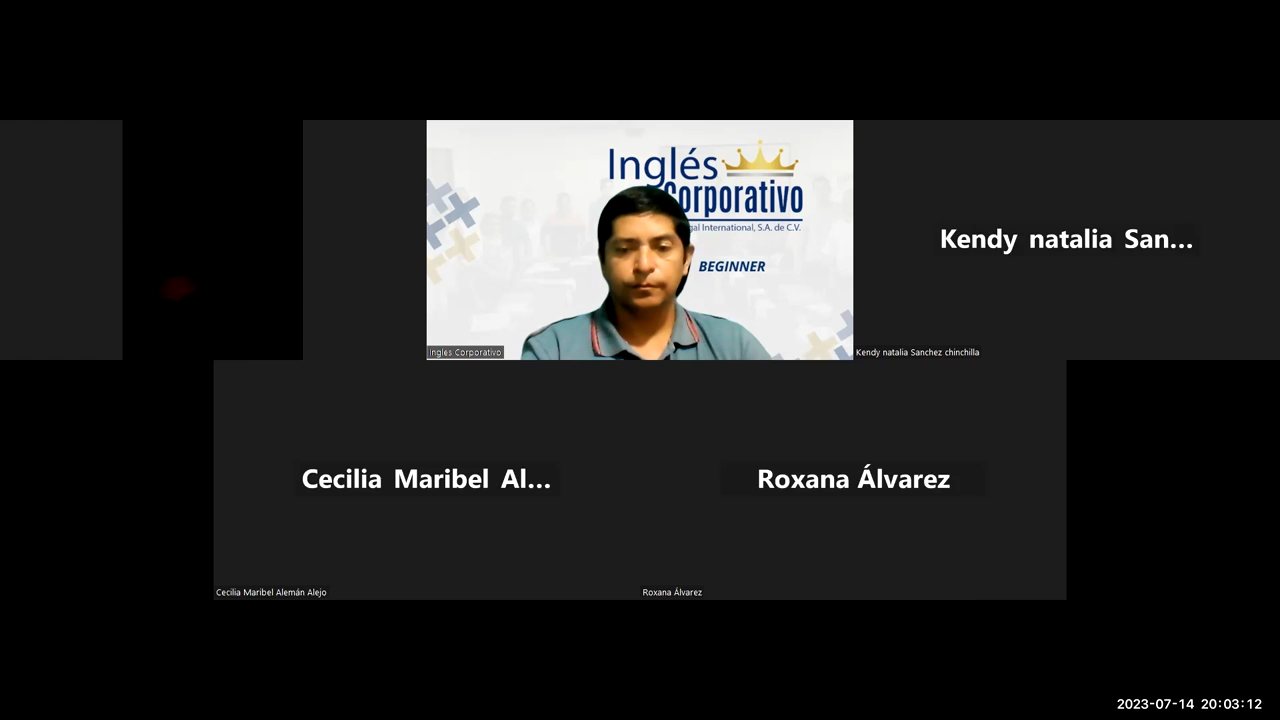 Inglés
Corporativo
gal International, S.A. de C.V.
BEGINNER
Kendy natalia San...
Inglés Corporativo
Kendy natalia Sanchez chinchilla
Cecilia Maribel Al...
Roxana Álvarez
Cecilia Maribel Alemán Alejo
Roxana Álvarez
2023-07-14 20:03:12